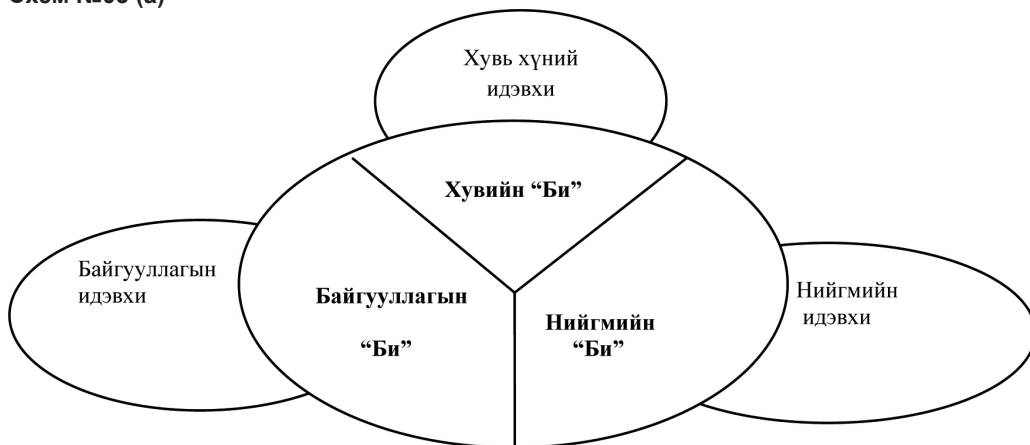 Хувь хүний
идэвхи
Хувийн “Би”
Байгууллагын
идэвхи
Байгууллагын
“Би”
Нийгмийн
“Би”
Нийгмийн
идэвхи